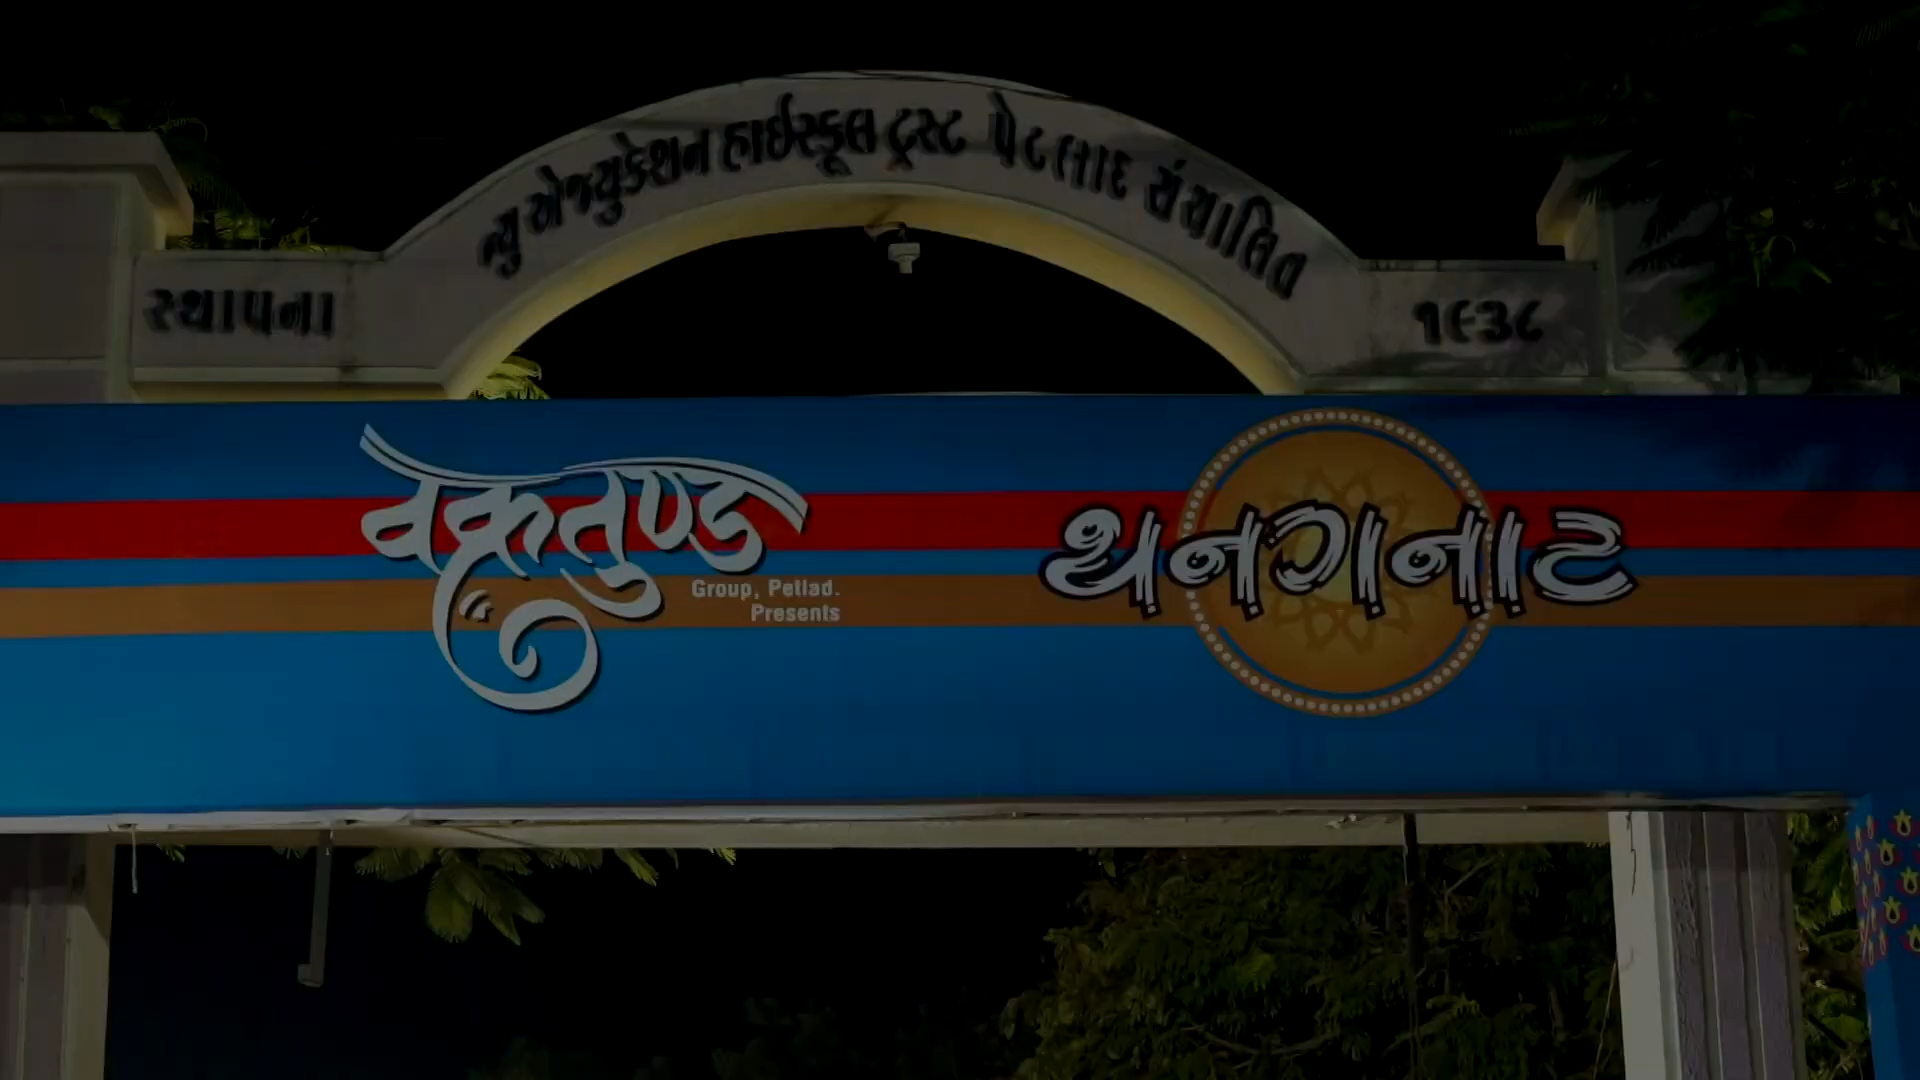 ન્યુ એજ્યુકેશન હાઈસ્કૂલ ટ્રસ્ટ પેટલાદ સંચાલિત
સ્થાપના
૧૯૩૮
वक्रतुण्ड
Group, Petlad.
Presents
થનગનાટ